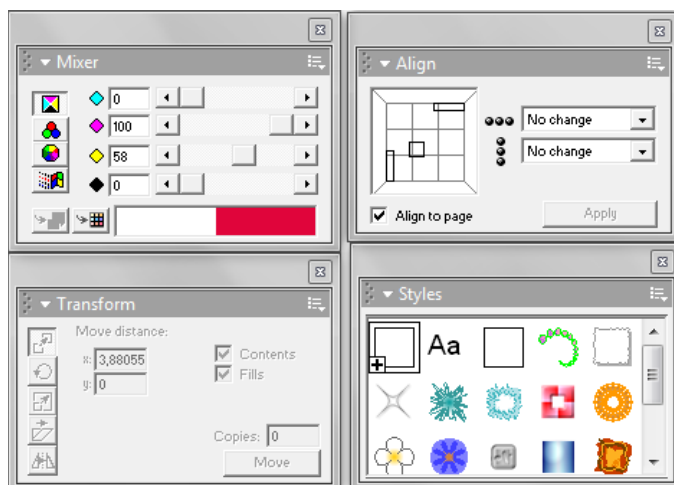 Mixer
0
100
58
0
Align
No change
No change
Align to page
Apply
Transform
Move distance:
x: 3,88055
y: 0
Contents
Fills
Copies: 0
Move
Styles
Aa